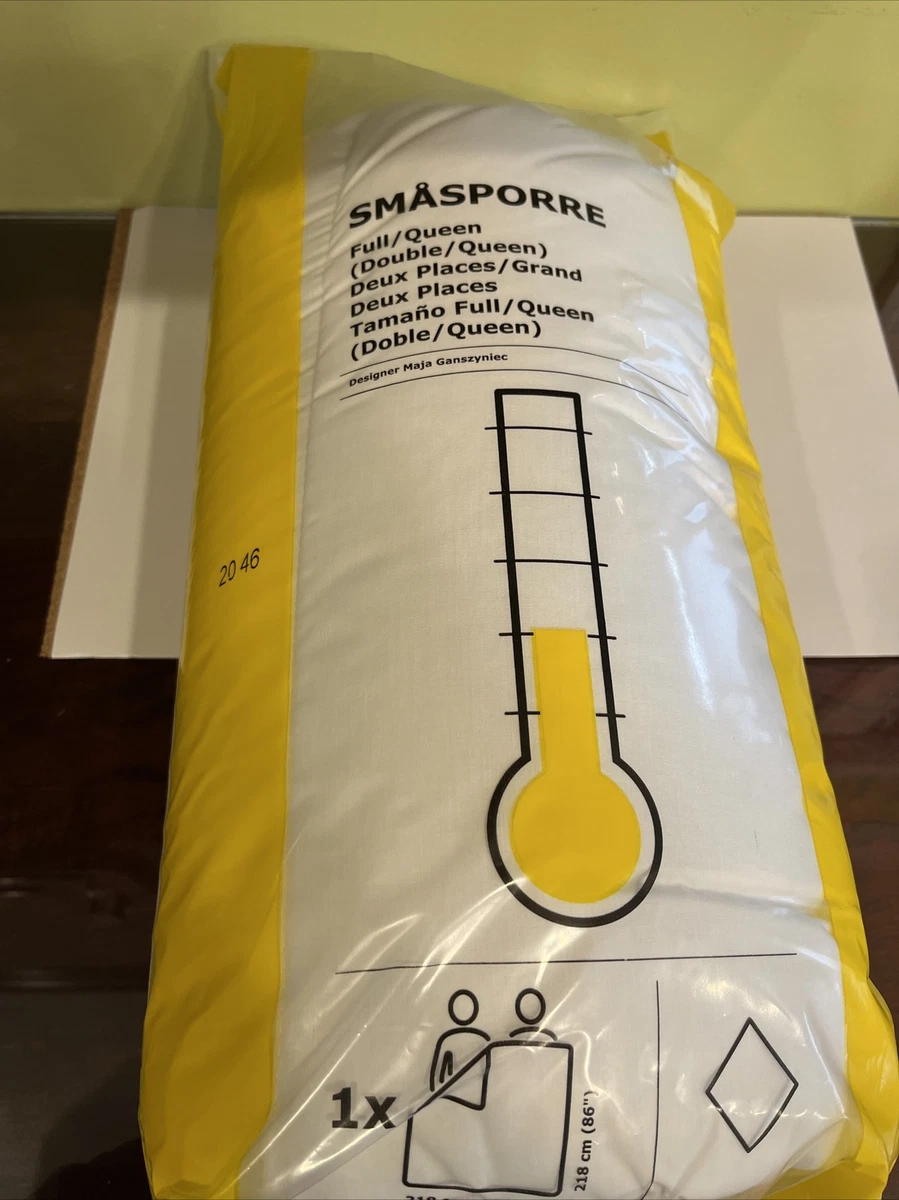 SMÅSPORRE
Full/Queen
(Double/Queen)
Deux Places/Grand
Deux Places
Tamaño Full/Queen
(Doble/Queen)
Designer Maja Ganszyniec
20 46
1x
218 cm (86")